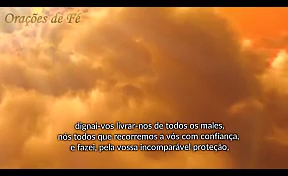 Orações de Fé
dignai-vos livrar-nos de todos os males,
nós todos que recorremos a vós com confiança,
e fazei, pela vossa incomparável proteção,